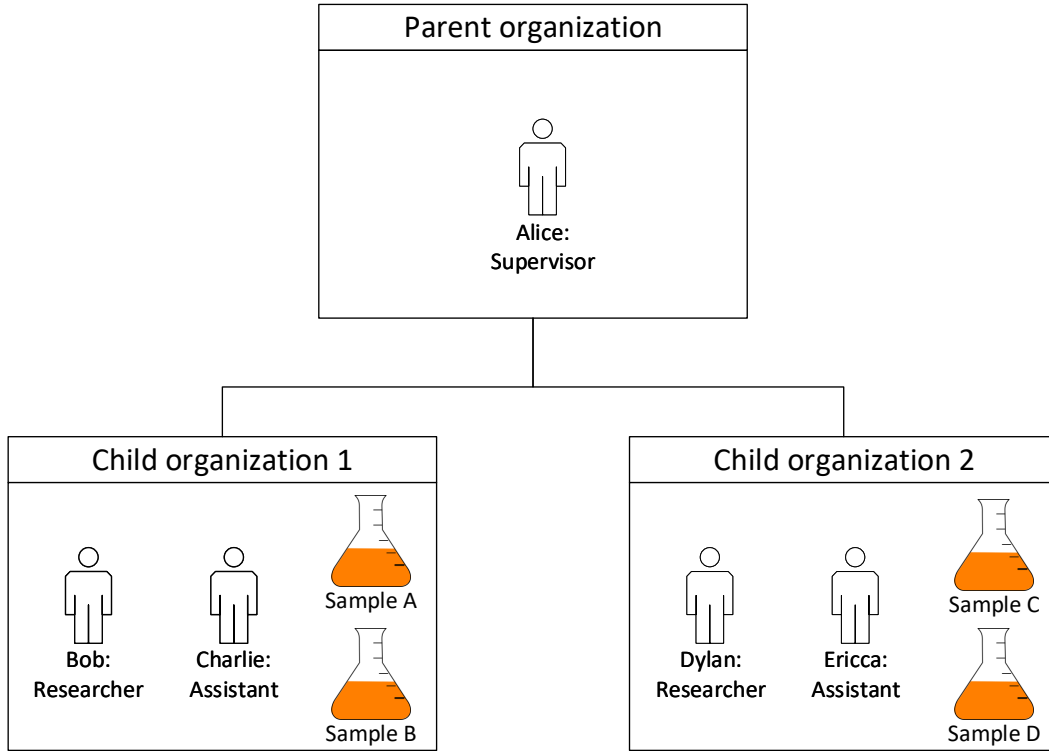 Parent organization
Alice:
Supervisor
Child organization 1
Bob:
Researcher
Charlie:
Assistant
Sample A
Sample B
Child organization 2
Dylan:
Researcher
Ericca:
Assistant
Sample C
Sample D